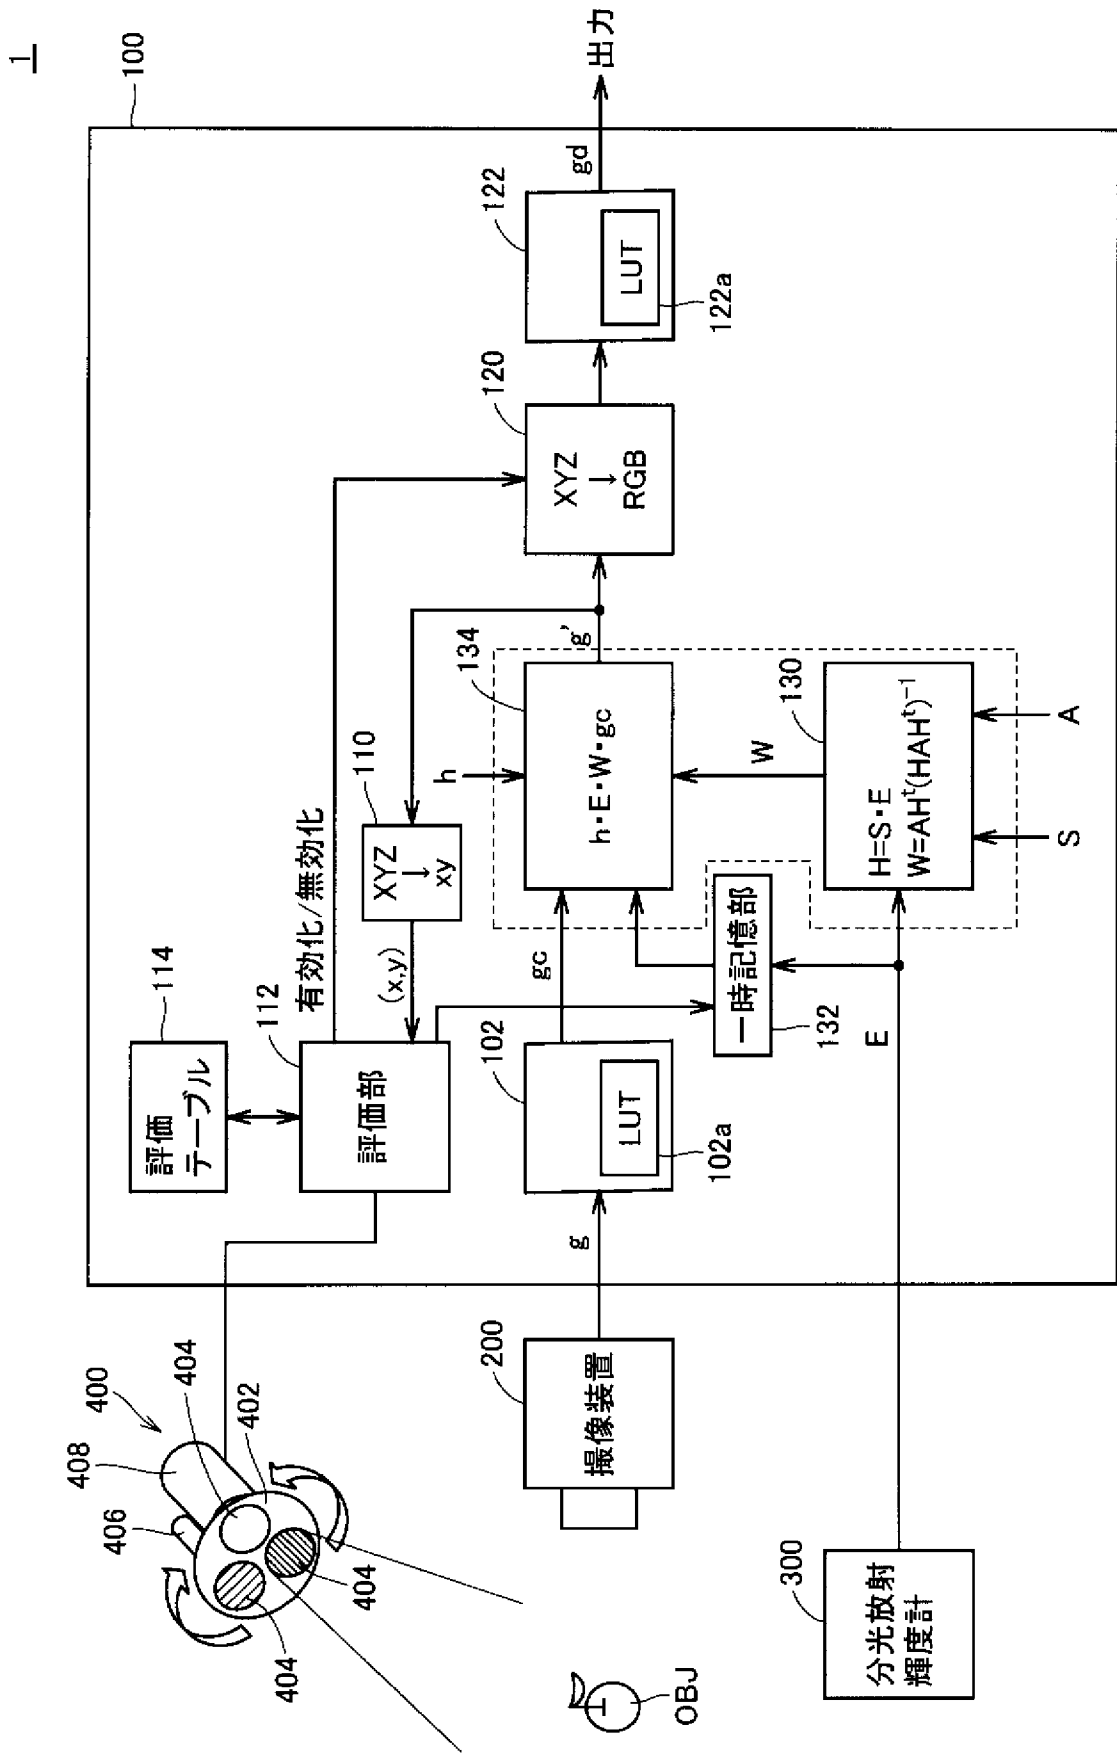 1
100
400
404
402
408
406
404
404
評価
テーブル
114
評価部
112
有効化/無効化
(x,y)
XYZ
↓
xy
110
OBJ
撮像装置
200
g
LUT
102
102a
gc
h
h・E・W・gc
134
g'
XYZ
↓
RGB
120
LUT
122
122a
gd
出力
一時記憶部
132
W
H=S・E
W=AHᵗ(HAHᵗ)⁻¹
130
分光放射
輝度計
300
E
S
A